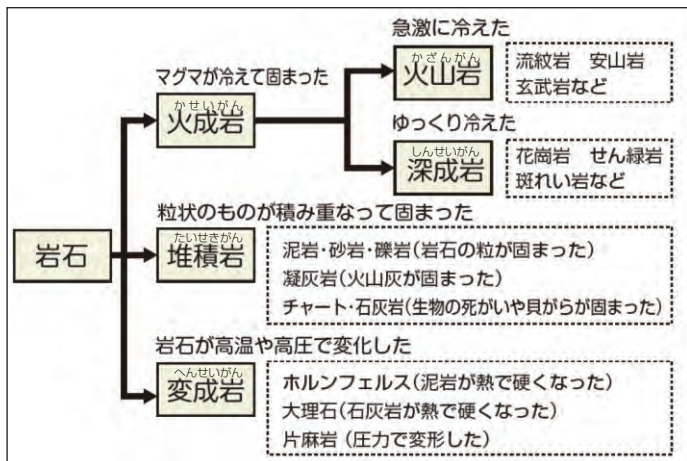 急激に冷えた
かざんがん
火山岩
流紋岩 安山岩
玄武岩など
マグマが冷えて固まった
かせいがん
火成岩
ゆっくり冷えた
しんせいがん
深成岩
花崗岩 せん緑岩
斑れい岩など
岩石
粒状のものが積み重なって固まった
たいせきがん
堆積岩
泥岩・砂岩・礫岩(岩石の粒が固まった)
凝灰岩(火山灰が固まった)
チャート・石灰岩(生物の死がいや貝がらが固まった)
岩石が高温や高圧で変化した
へんせいがん
変成岩
ホルンフェルス(泥岩が熱で硬くなった)
大理石(石灰岩が熱で硬くなった)
片麻岩(圧力で変形した)